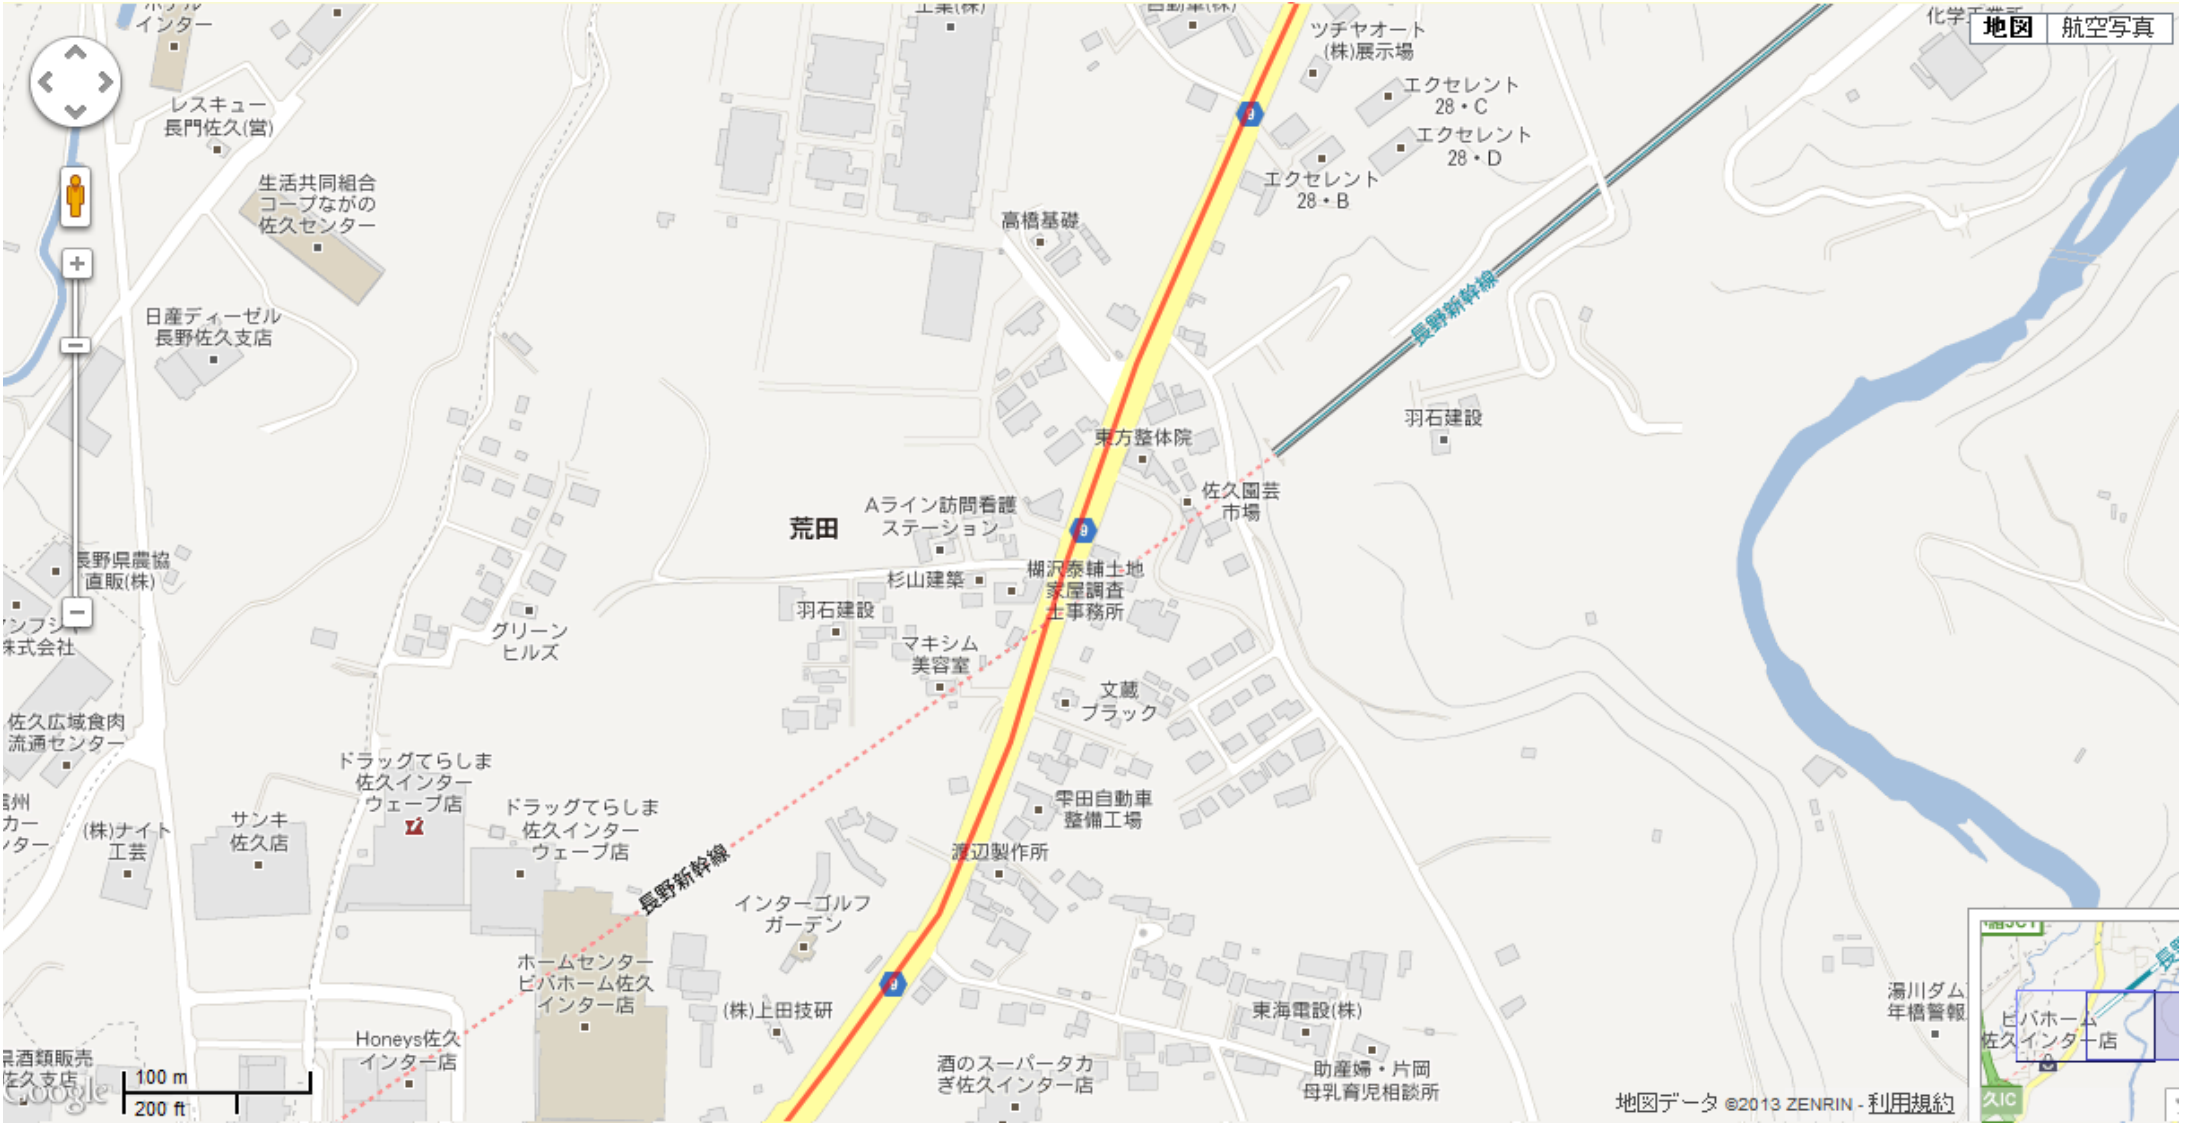 インター
工業(株)
自動車(株)
ツチヤオート
(株)展示場
地図
航空写真
エクセレント
28・C
レスキュー
長門佐久(営)
エクセレント
28・D
生活共同組合
コープながの
佐久センター
エクセレント
28・B
高橋基礎
日産ディーゼル
長野佐久支店
長野新幹線
羽石建設
東方整体院
佐久園芸
市場
Aライン訪問看護
ステーション
荒田
9
長野県農協
直販(株)
杉山建築
楜沢泰輔土地
家屋調査
士事務所
羽石建設
グリーン
ヒルズ
株式会社
マキシム
美容室
文蔵
ブラック
佐久広域食肉
流通センター
ドラッグてらしま
佐久インター
ウェーブ店
ドラッグてらしま
佐久インター
ウェーブ店
サンキ
佐久店
(株)ナイト
工芸
雫田自動車
整備工場
渡辺製作所
長野新幹線
インターゴルフ
ガーデン
ホームセンター
ビバホーム佐久
インター店
9
(株)上田技研
東海電設(株)
湯川ダム
年橋警報
Honeys佐久
インター店
酒のスーパータカ
ぎ佐久インター店
助産婦・片岡
母乳育児相談所
ビバホーム
佐久インター店
久IC
佐久支店
Google
100 m
200 ft
地図データ ©2013 ZENRIN - 利用規約